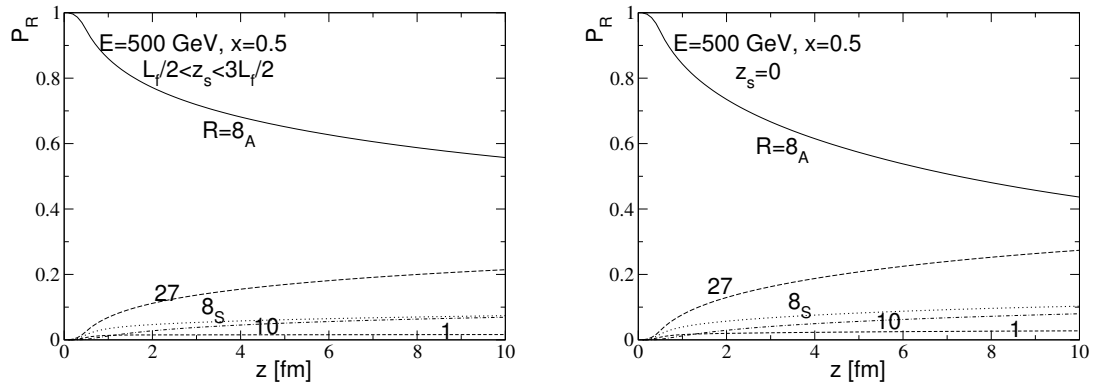 P_R
1
0.8
0.6
0.4
0.2
0
E=500 GeV, x=0.5
L_f/2<z_s<3L_f/2
R=8_A
27
8_S
10
1
0 2 4 6 8 10
z [fm]
P_R
1
0.8
0.6
0.4
0.2
0
E=500 GeV, x=0.5
z_s=0
R=8_A
27
8_S
10
1
0 2 4 6 8 10
z [fm]